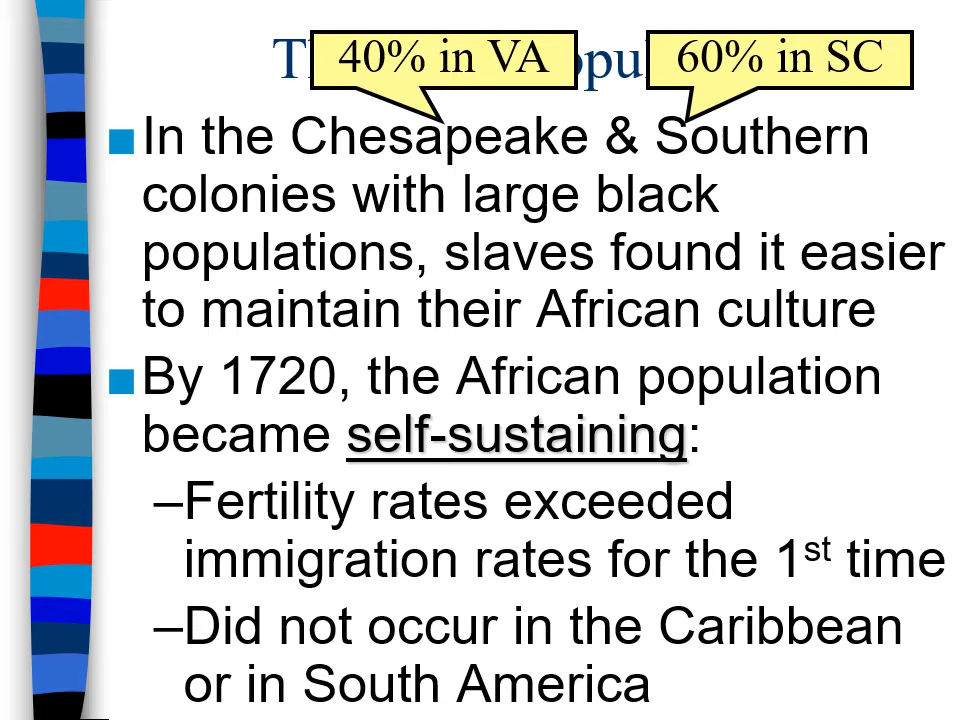 40% in VA 60% in SC
■In the Chesapeake & Southern
colonies with large black
populations, slaves found it easier
to maintain their African culture
■By 1720, the African population
became self-sustaining:
–Fertility rates exceeded
immigration rates for the 1st time
–Did not occur in the Caribbean
or in South America